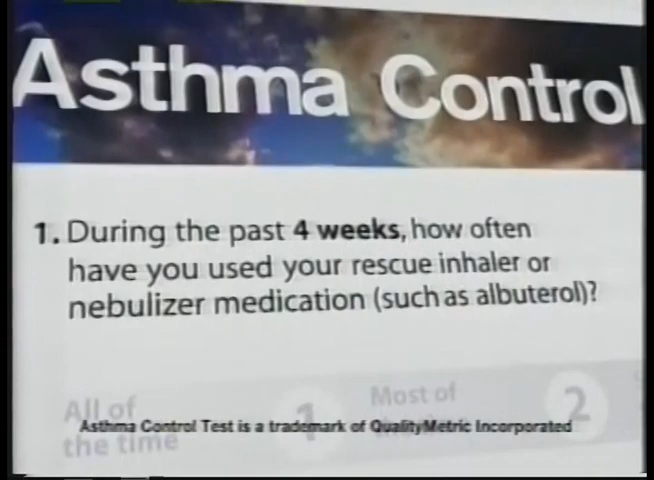 Asthma Control
1. During the past 4 weeks, how often
have you used your rescue inhaler or
nebulizer medication (such as albuterol)?
All of
the time
1
Most of
2
Asthma Control Test is a trademark of QualityMetric Incorporated